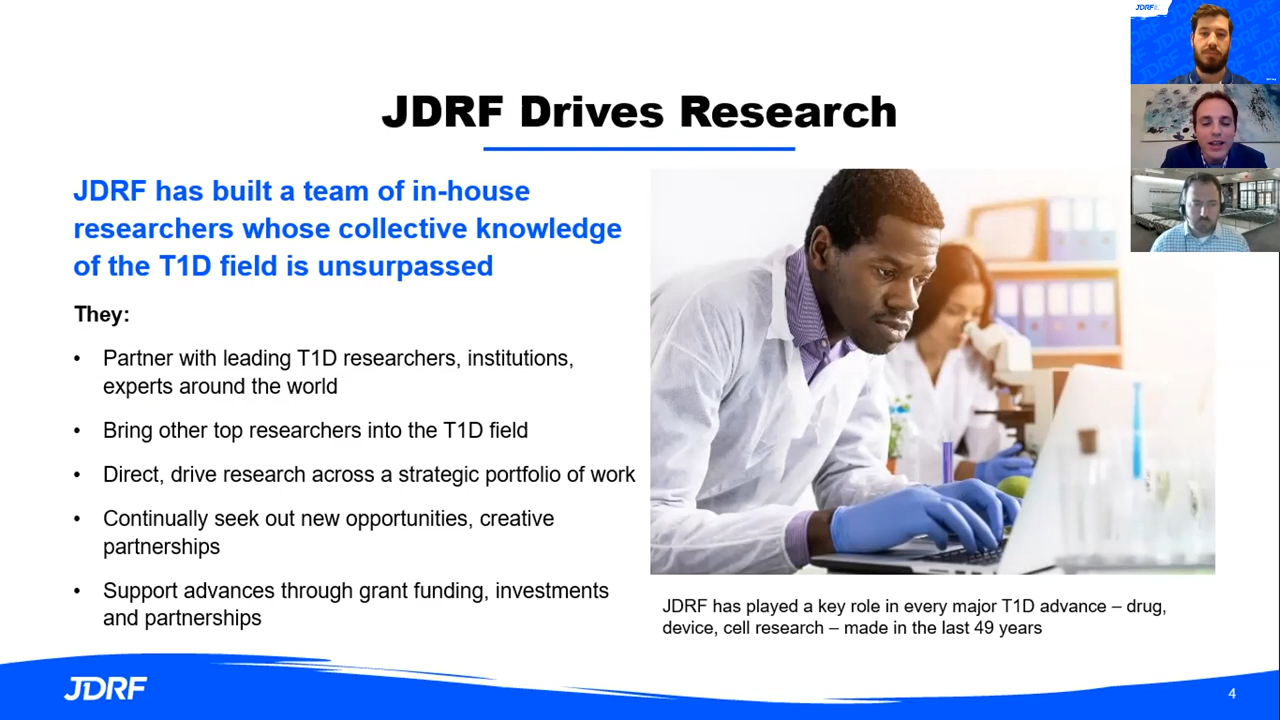 JDRF
JDRF Drives Research
JDRF has built a team of in-house
researchers whose collective knowledge
of the T1D field is unsurpassed
They:
• Partner with leading T1D researchers, institutions,
experts around the world
• Bring other top researchers into the T1D field
• Direct, drive research across a strategic portfolio of work
• Continually seek out new opportunities, creative
partnerships
• Support advances through grant funding, investments
and partnerships
JDRF has played a key role in every major T1D advance – drug,
device, cell research – made in the last 49 years
JDRF
4